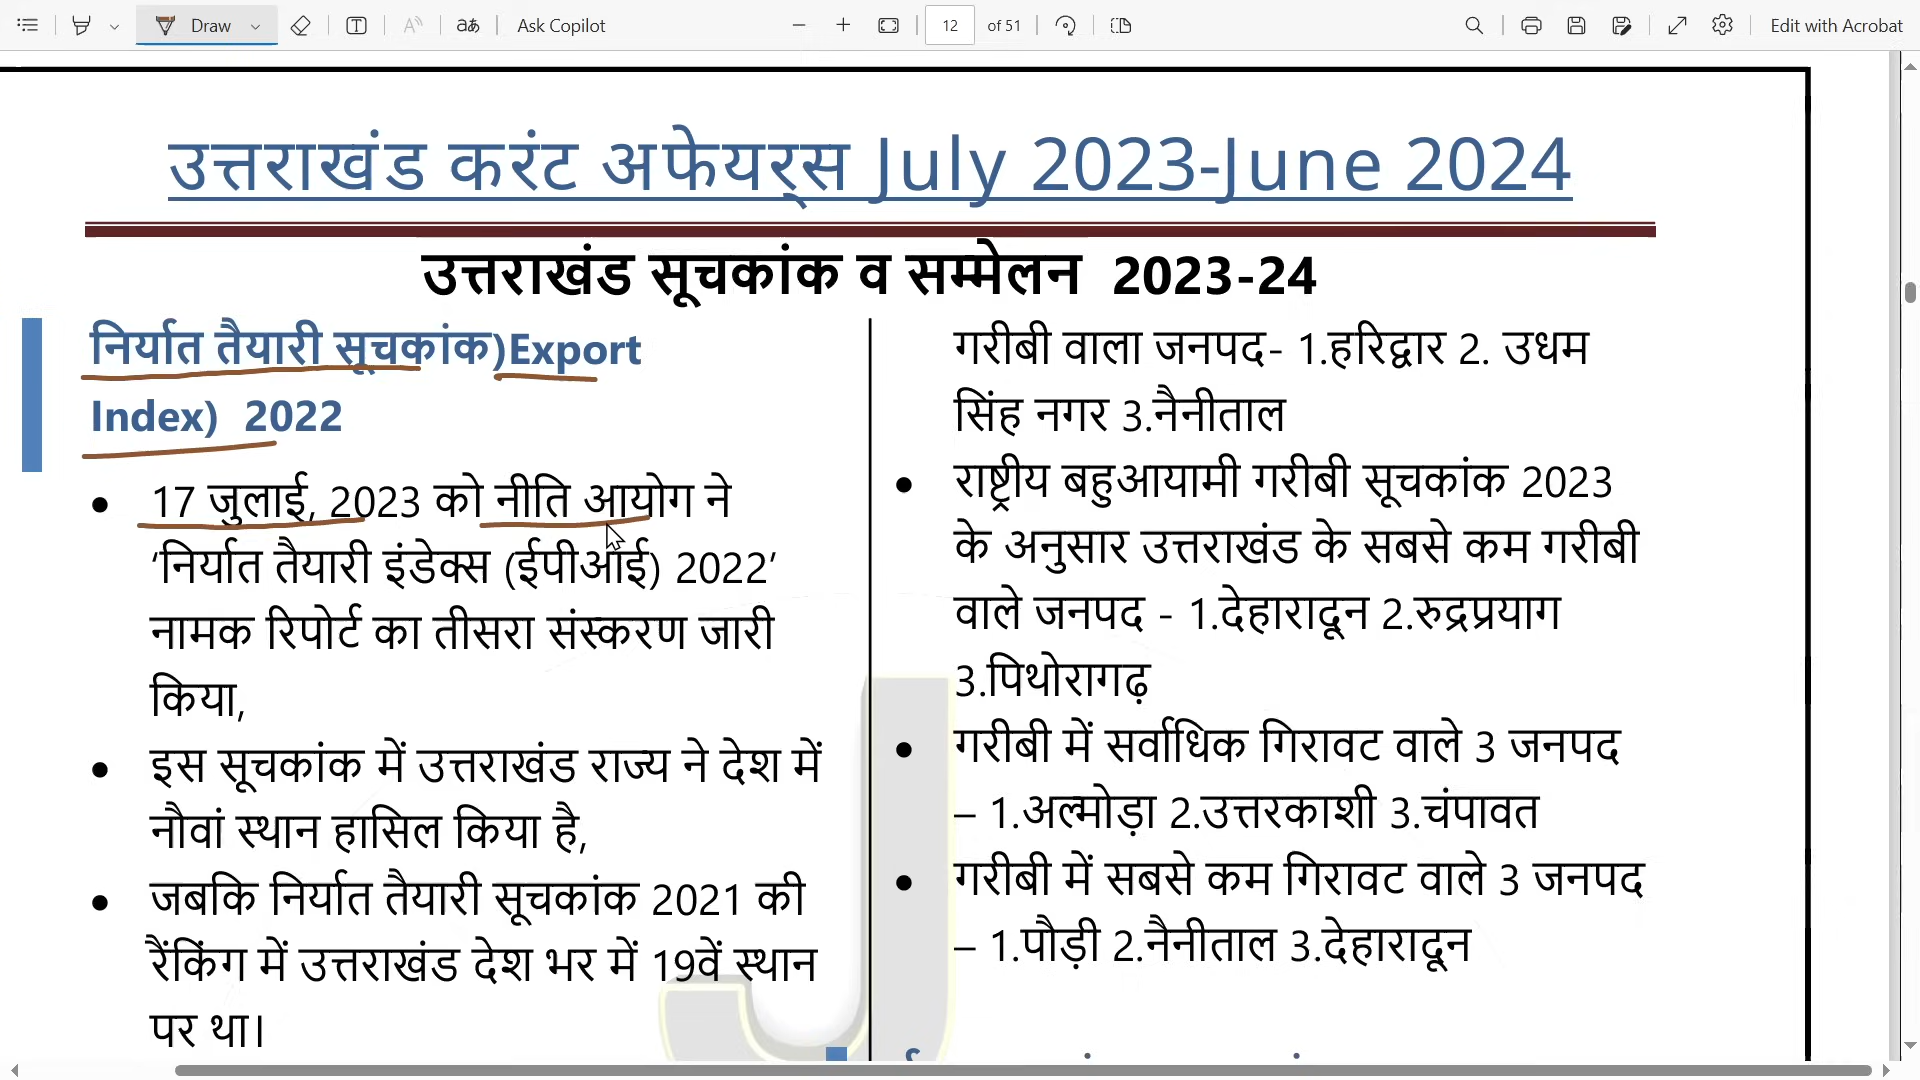 Draw
Ask Copilot
12 of 51
Edit with Acrobat
उत्तराखंड करंट अफेयर्स July 2023-June 2024
उत्तराखंड सूचकांक व सम्मेलन 2023-24
निर्यात तैयारी सूचकांक)Export
Index) 2022
• 17 जुलाई, 2023 को नीति आयोग ने
‘निर्यात तैयारी इंडेक्स (ईपीआई) 2022’
नामक रिपोर्ट का तीसरा संस्करण जारी
किया,
• इस सूचकांक में उत्तराखंड राज्य ने देश में
नौवां स्थान हासिल किया है,
• जबकि निर्यात तैयारी सूचकांक 2021 की
रैंकिंग में उत्तराखंड देश भर में 19वें स्थान
पर था।
गरीबी वाला जनपद- 1.हरिद्वार 2. उधम
सिंह नगर 3.नैनीताल
• राष्ट्रीय बहुआयामी गरीबी सूचकांक 2023
के अनुसार उत्तराखंड के सबसे कम गरीबी
वाले जनपद - 1.देहारादून 2.रुद्रप्रयाग
3.पिथोरागढ़
• गरीबी में सर्वाधिक गिरावट वाले 3 जनपद
– 1.अल्मोड़ा 2.उत्तरकाशी 3.चंपावत
• गरीबी में सबसे कम गिरावट वाले 3 जनपद
– 1.पौड़ी 2.नैनीताल 3.देहारादून